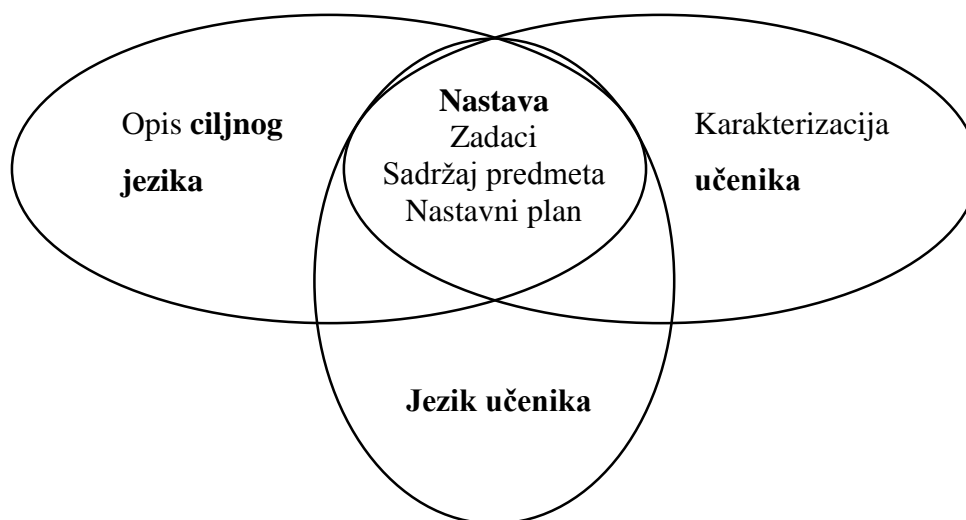 Opis ciljnog
jezika
Nastava
Zadaci
Sadržaj predmeta
Nastavni plan
Karakterizacija
učenika
Jezik učenika